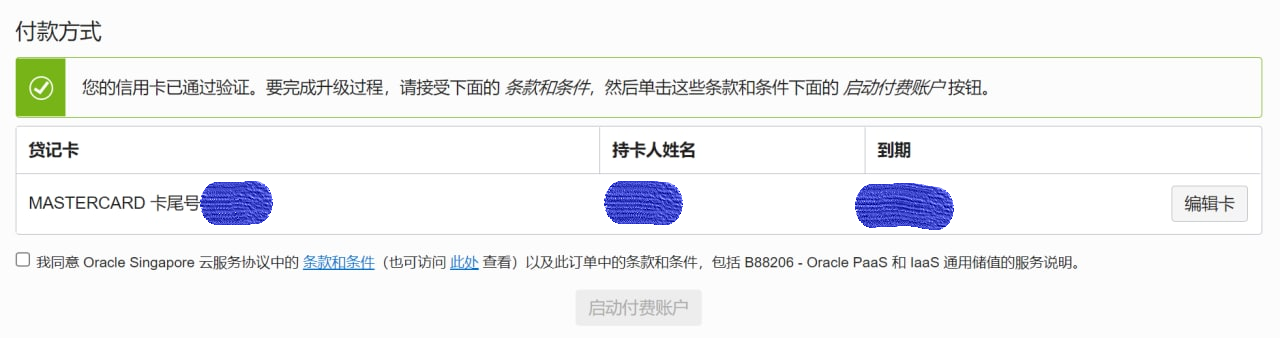 付款方式
您的信用卡已通过验证。要完成升级过程，请接受下面的 条款和条件，然后单击这些条款和条件下面的 启动付费账户 按钮。
贷记卡 持卡人姓名 到期
MASTERCARD 卡尾号 编辑卡
我同意 Oracle Singapore 云服务协议中的 条款和条件（也可访问 此处 查看）以及此订单中的条款和条件，包括 B88206 - Oracle PaaS 和 IaaS 通用储值的服务说明。
启动付费账户